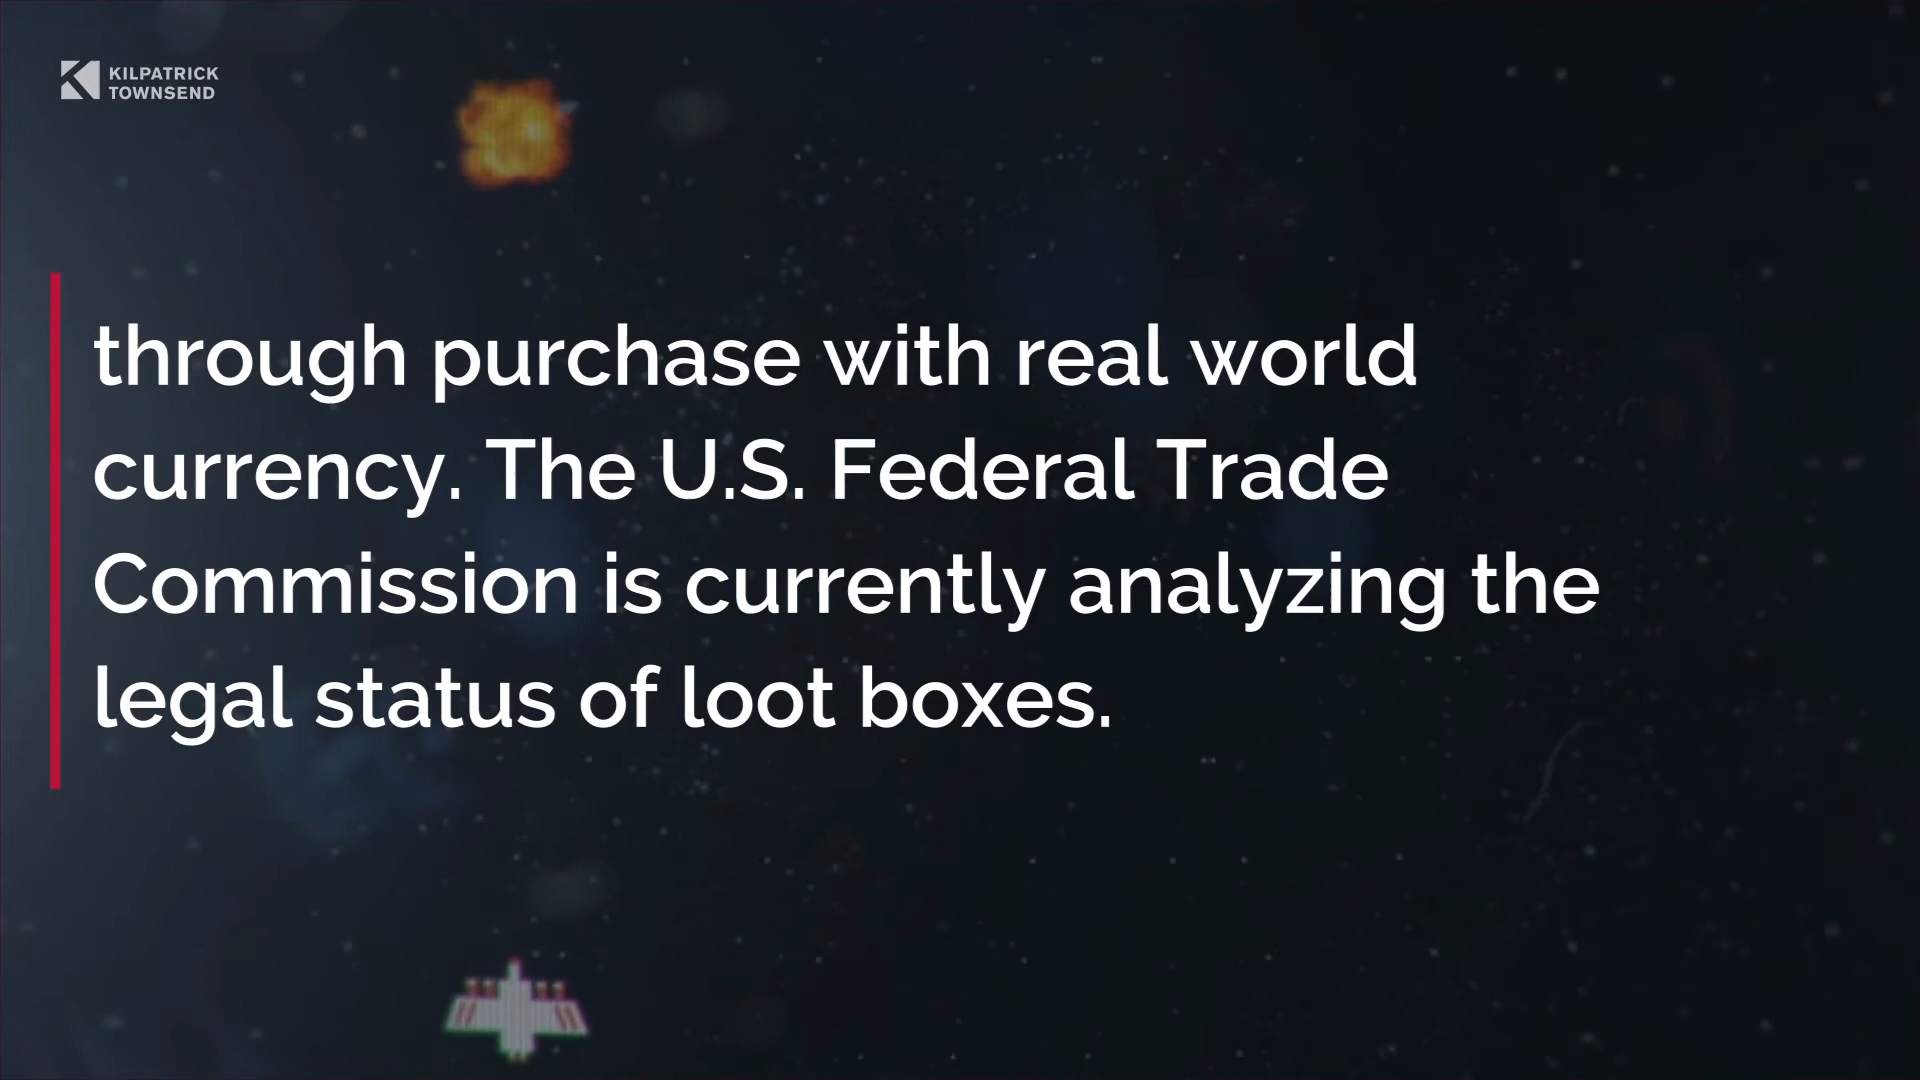 KILPATRICK
TOWNSEND
through purchase with real world
currency. The U.S. Federal Trade
Commission is currently analyzing the
legal status of loot boxes.